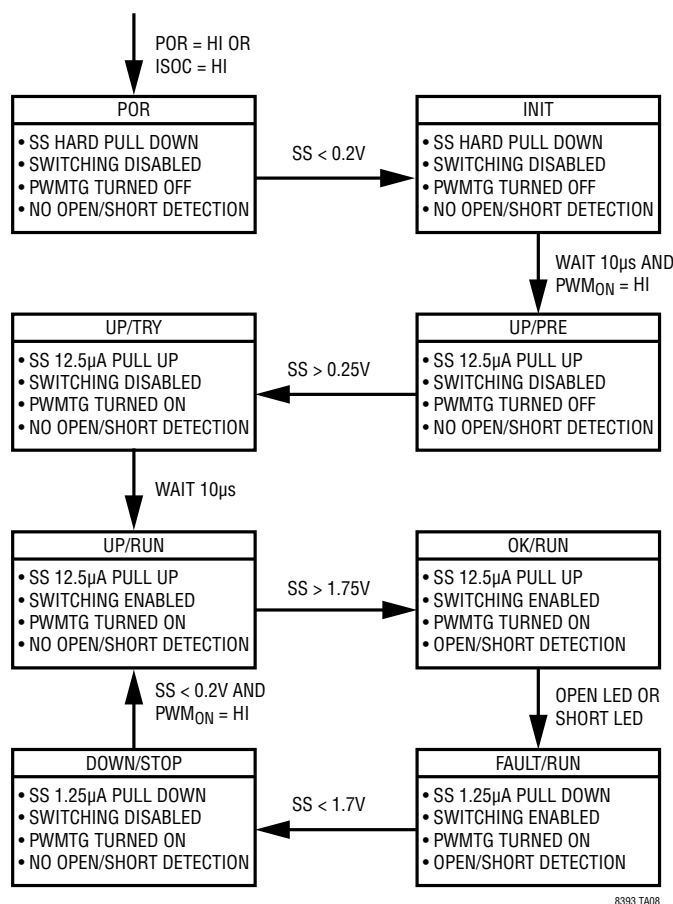 POR = HI OR
ISOC = HI
POR
• SS HARD PULL DOWN
• SWITCHING DISABLED
• PWMTG TURNED OFF
• NO OPEN/SHORT DETECTION
SS < 0.2V
INIT
• SS HARD PULL DOWN
• SWITCHING DISABLED
• PWMTG TURNED OFF
• NO OPEN/SHORT DETECTION
WAIT 10µs AND
PWMON = HI
UP/PRE
• SS 12.5µA PULL UP
• SWITCHING DISABLED
• PWMTG TURNED OFF
• NO OPEN/SHORT DETECTION
SS > 0.25V
UP/TRY
• SS 12.5µA PULL UP
• SWITCHING DISABLED
• PWMTG TURNED ON
• NO OPEN/SHORT DETECTION
WAIT 10µs
UP/RUN
• SS 12.5µA PULL UP
• SWITCHING ENABLED
• PWMTG TURNED ON
• NO OPEN/SHORT DETECTION
SS > 1.75V
OK/RUN
• SS 12.5µA PULL UP
• SWITCHING ENABLED
• PWMTG TURNED ON
• OPEN/SHORT DETECTION
OPEN LED OR
SHORT LED
FAULT/RUN
• SS 1.25µA PULL DOWN
• SWITCHING ENABLED
• PWMTG TURNED ON
• OPEN/SHORT DETECTION
SS < 1.7V
DOWN/STOP
• SS 1.25µA PULL DOWN
• SWITCHING DISABLED
• PWMTG TURNED ON
• NO OPEN/SHORT DETECTION
SS < 0.2V AND
PWMON = HI
8393 TA08